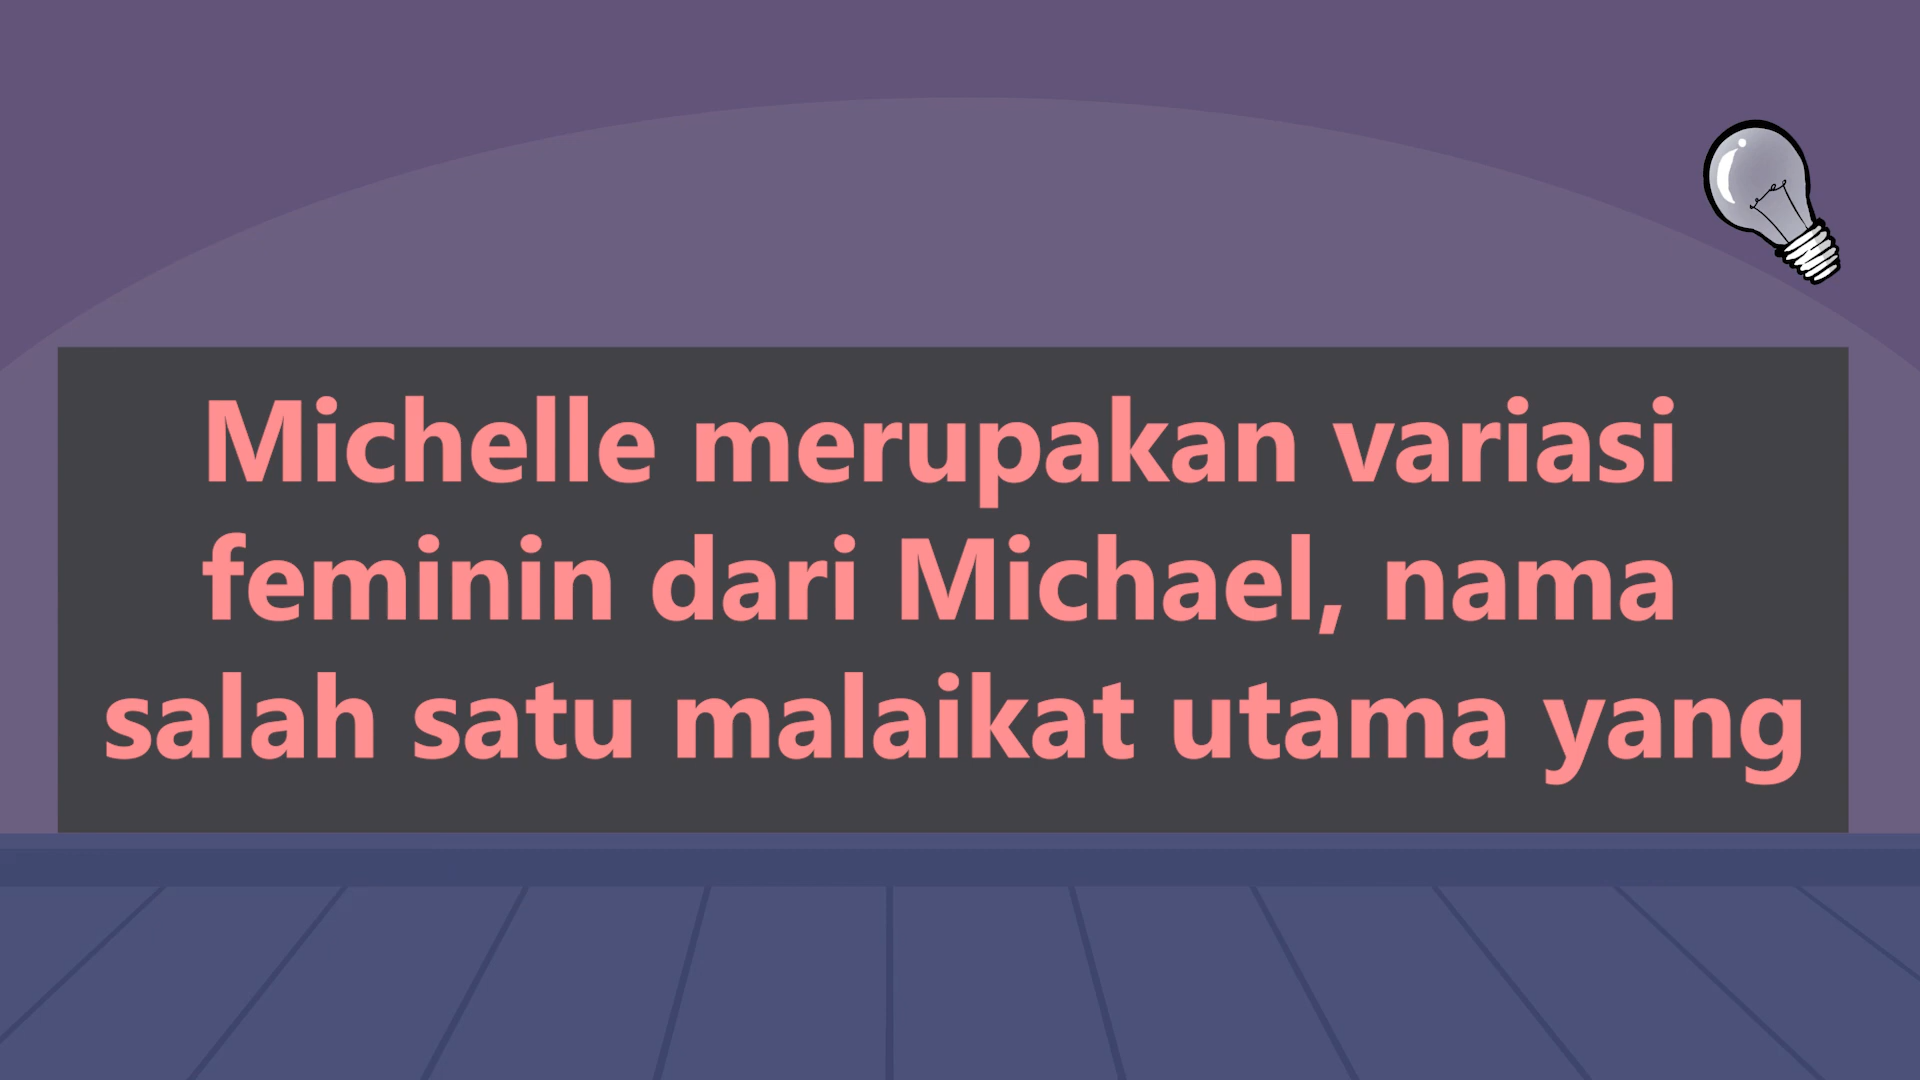 Michelle merupakan variasi
feminin dari Michael, nama
salah satu malaikat utama yang